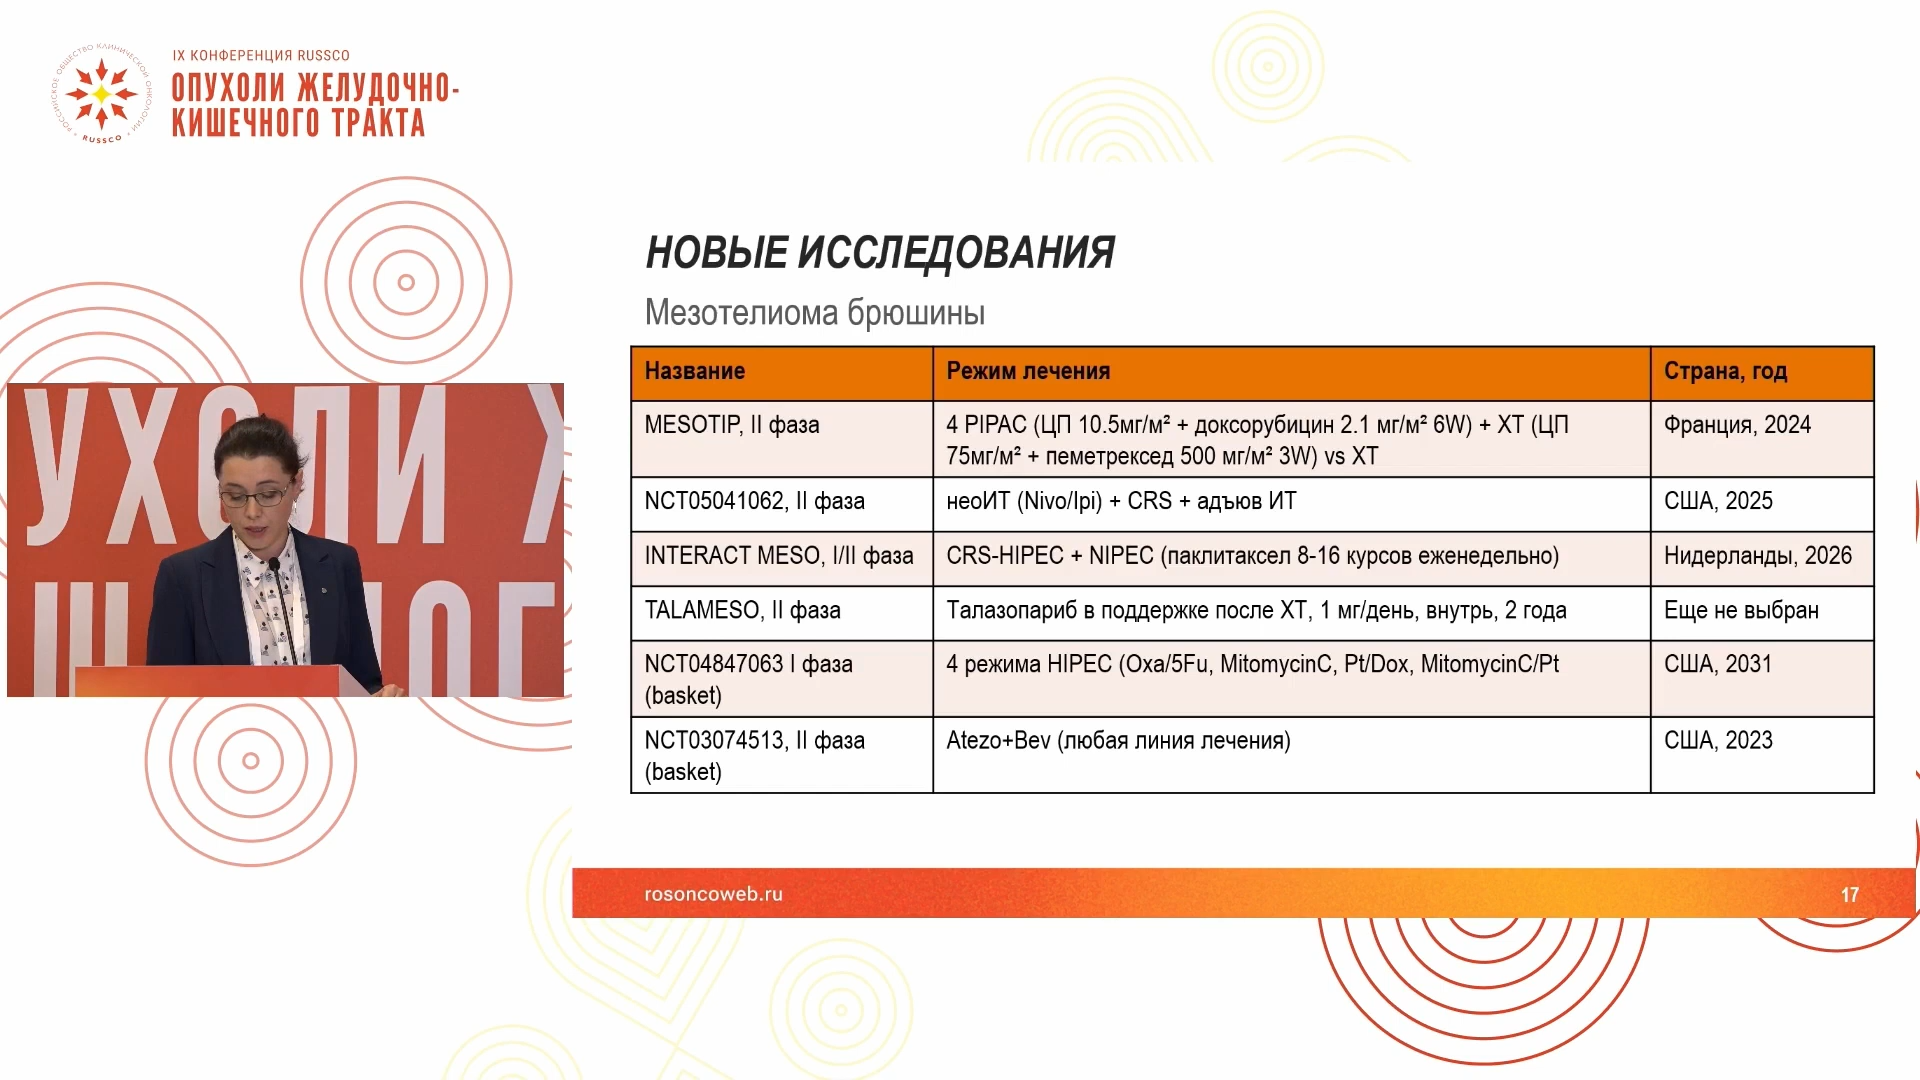 РОССИЙСКОЕ ОБЩЕСТВО КЛИНИЧЕСКОЙ ОНКОЛОГИИ
RUSSCO
IX КОНФЕРЕНЦИЯ RUSSCO
ОПУХОЛИ ЖЕЛУДОЧНО-
КИШЕЧНОГО ТРАКТА
УХОЛИ
НОВЫЕ ИССЛЕДОВАНИЯ
Мезотелиома брюшины
Название Режим лечения Страна, год
MESOTIP, II фаза 4 PIPAC (ЦП 10.5мг/м² + доксорубицин 2.1 мг/м² 6W) + ХТ (ЦП Франция, 2024
75мг/м² + пеметрексед 500 мг/м² 3W) vs ХТ
NCT05041062, II фаза неоИТ (Nivo/Ipi) + CRS + адъюв ИТ США, 2025
INTERACT MESO, I/II фаза CRS-HIPEC + NIPEC (паклитаксел 8-16 курсов еженедельно) Нидерланды, 2026
TALAMESO, II фаза Талазопариб в поддержке после ХТ, 1 мг/день, внутрь, 2 года Еще не выбран
NCT04847063 I фаза 4 режима HIPEC (Oxa/5Fu, MitomycinC, Pt/Dox, MitomycinC/Pt США, 2031
(basket)
NCT03074513, II фаза Atezo+Bev (любая линия лечения) США, 2023
(basket)
rosoncoweb.ru 17